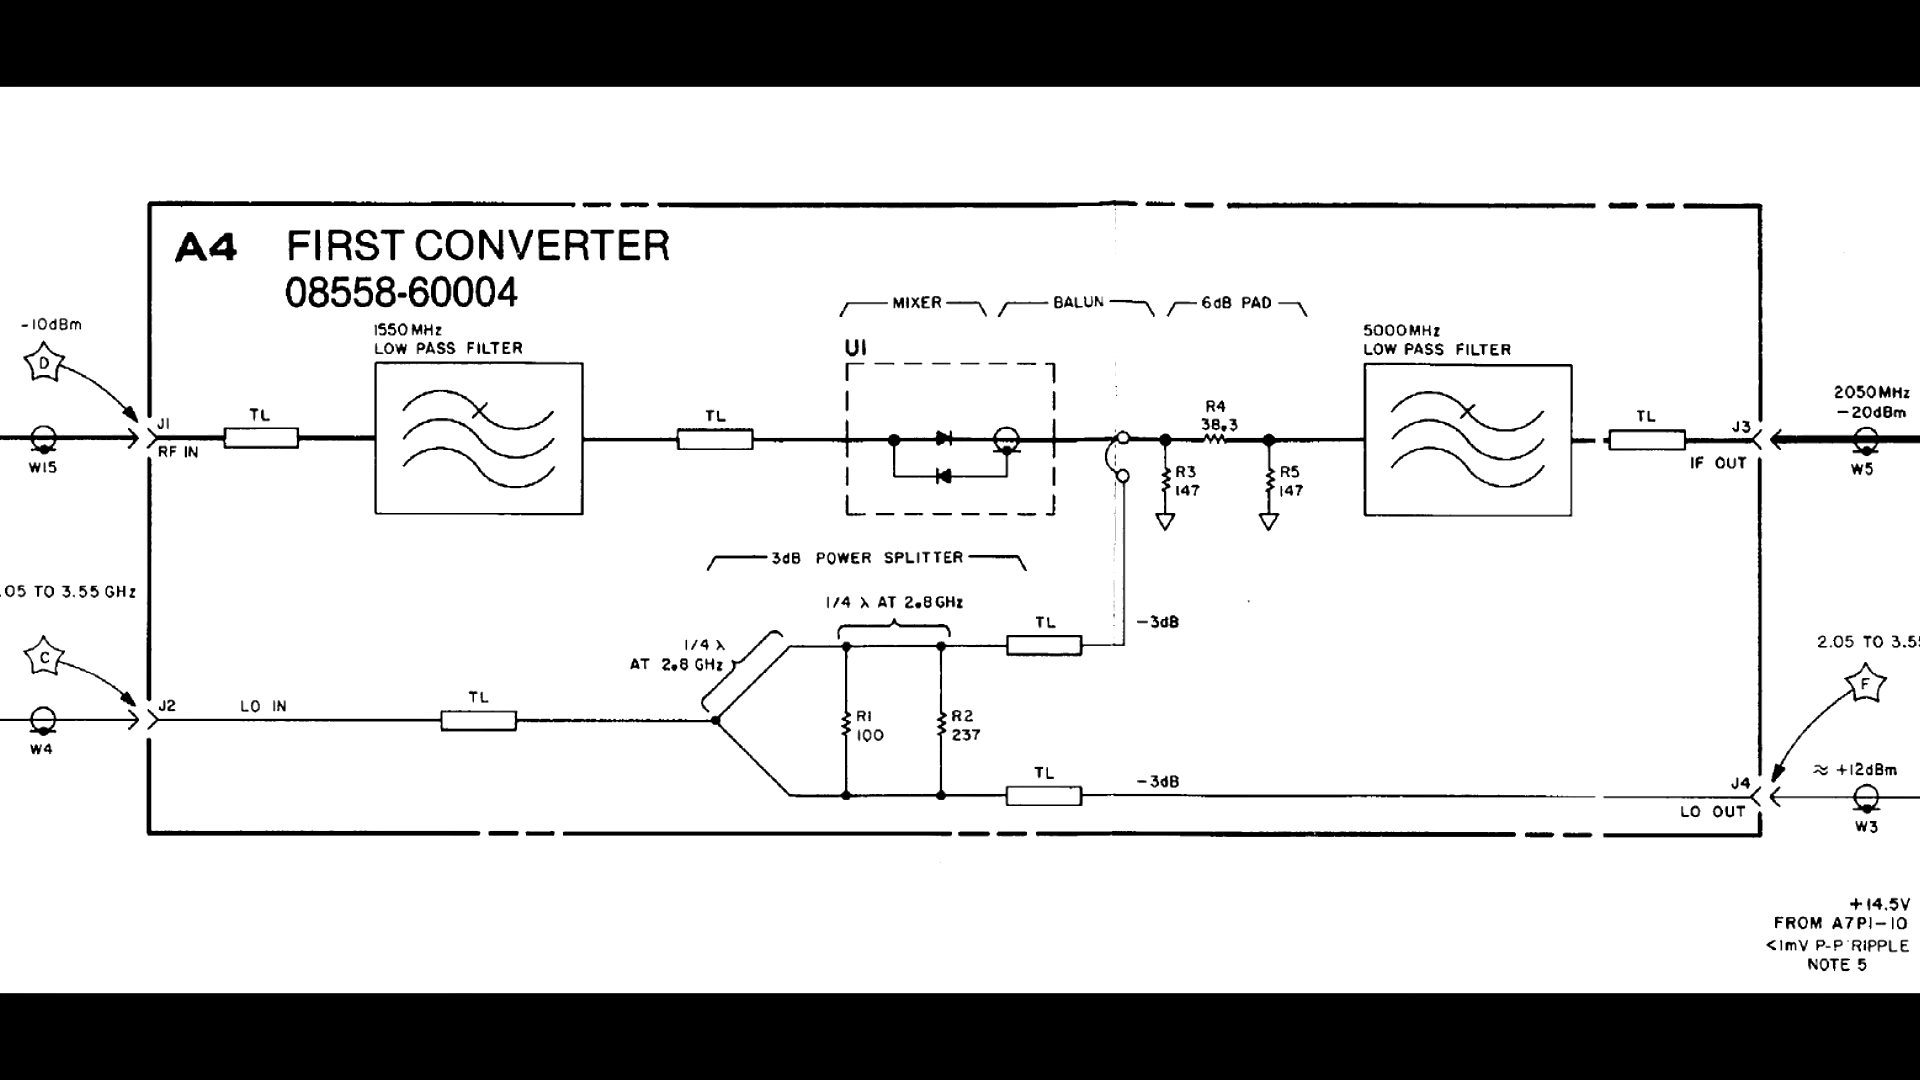 A4 FIRST CONVERTER
08558-60004
-10dBm
D
J1
RF IN
W15
TL
1550MHz
LOW PASS FILTER
TL
MIXER
BALUN
6dB PAD
U1
R4
38.3
R3
147
R5
147
5000MHz
LOW PASS FILTER
TL
J3
IF OUT
2050MHz
-20dBm
W5
.05 TO 3.55 GHz
C
J2
W4
LO IN
TL
3dB POWER SPLITTER
1/4 λ AT 2.8GHz
1/4 λ
AT 2.8 GHz
R1
100
R2
237
TL
-3dB
TL
-3dB
2.05 TO 3.55
F
J4
LO OUT
≈ +12dBm
W3
+14.5V
FROM A7P1-10
<1mV P-P RIPPLE
NOTE 5